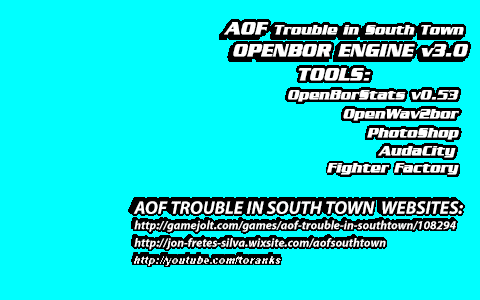 AOF Trouble in South Town
OPENBOR ENGINE v3.0
TOOLS:
OpenBorStats v0.53
OpenWav2bor
PhotoShop
AudaCity
Fighter Factory
AOF TROUBLE IN SOUTH TOWN WEBSITES:
http://gamejolt.com/games/aof-trouble-in-southtown/108294
http://jon-fretes-silva.wixsite.com/aofsouthtown
http://youtube.com/toranks